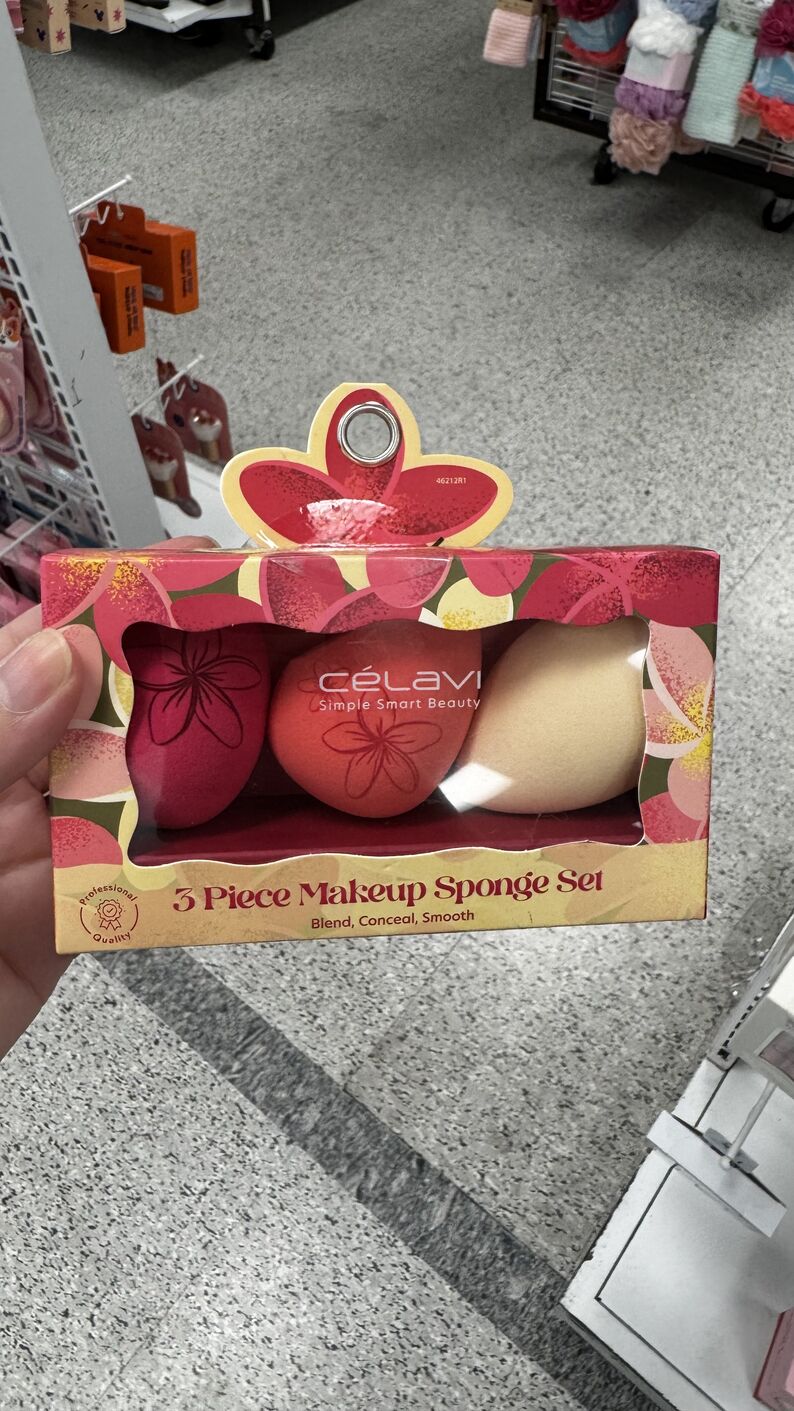 46212R1
CÉLAVI
Simple Smart Beauty
Professional
Quality
3 Piece Makeup Sponge Set
Blend, Conceal, Smooth